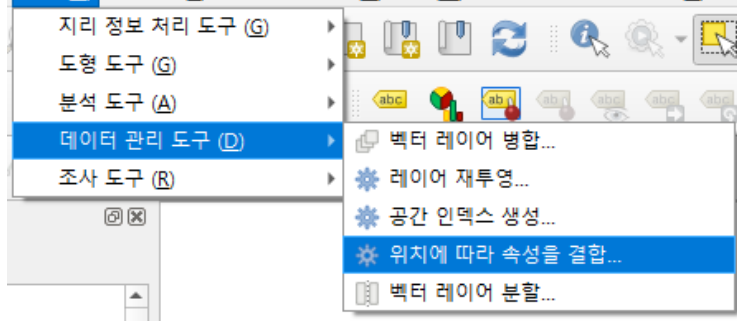 지리 정보 처리 도구 (G)
도형 도구 (G)
분석 도구 (A)
데이터 관리 도구 (D)
조사 도구 (R)
abc
ab
abc
abc
벡터 레이어 병합...
레이어 재투영...
공간 인덱스 생성...
위치에 따라 속성을 결합...
벡터 레이어 분할...